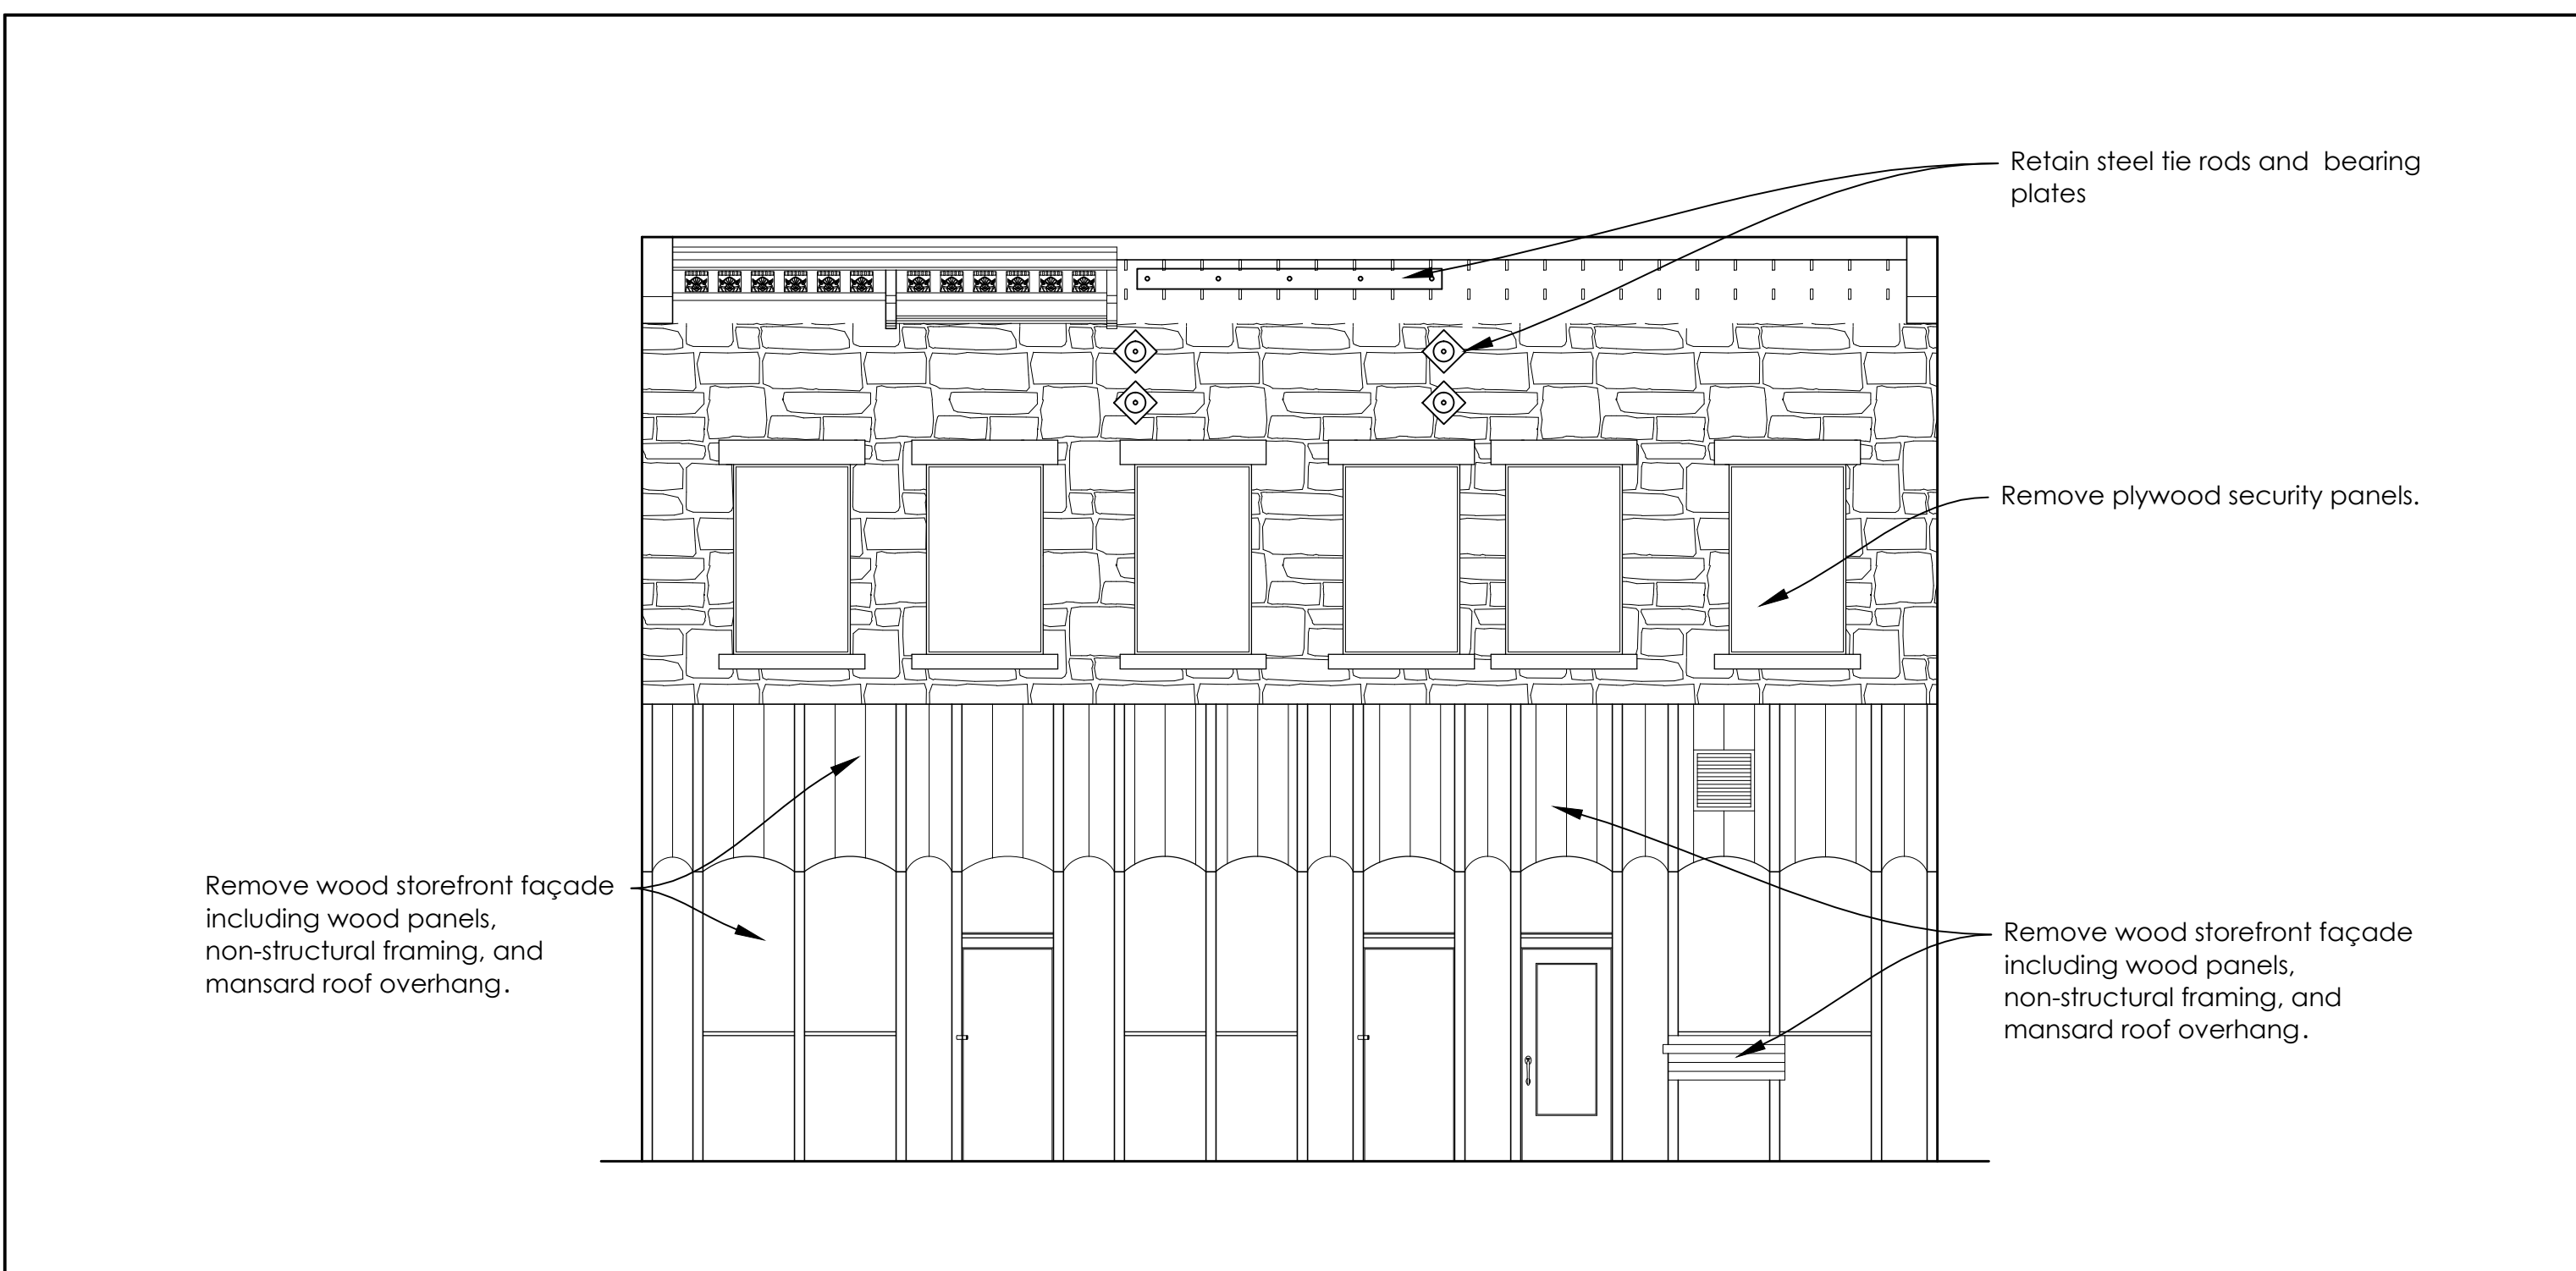 Retain steel tie rods and  bearing
plates
Remove plywood security panels.
Remove wood storefront façade
including wood panels,
non-structural framing, and
mansard roof overhang.
Remove wood storefront façade
including wood panels,
non-structural framing, and
mansard roof overhang.